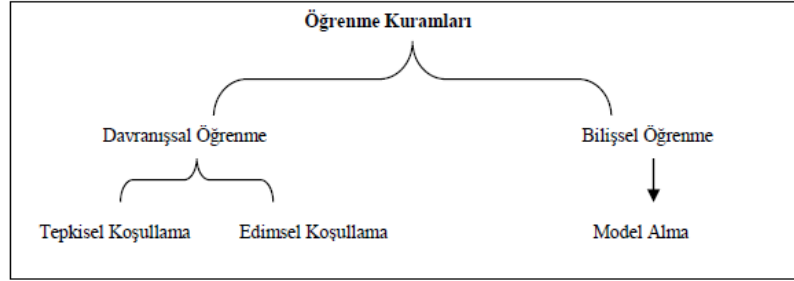 Öğrenme Kuramları
Davranışsal Öğrenme Bilişsel Öğrenme
Tepkisel Koşullama Edimsel Koşullama Model Alma